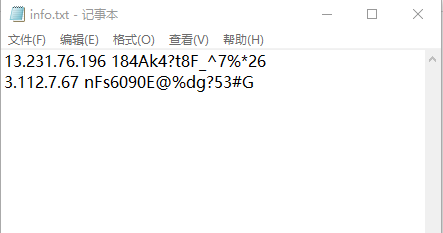 info.txt - 记事本
文件(F) 编辑(E) 格式(O) 查看(V) 帮助(H)
13.231.76.196 184Ak4?t8F_^7%*26
3.112.7.67 nFs6090E@%dg?53#G